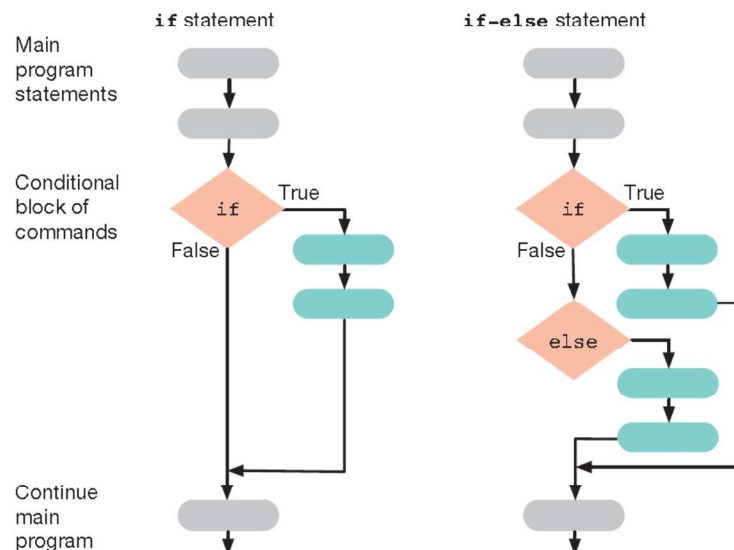 if statement
if-else statement
Main
program
statements
Conditional
block of
commands
if
True
False
if
True
False
else
Continue
main
program